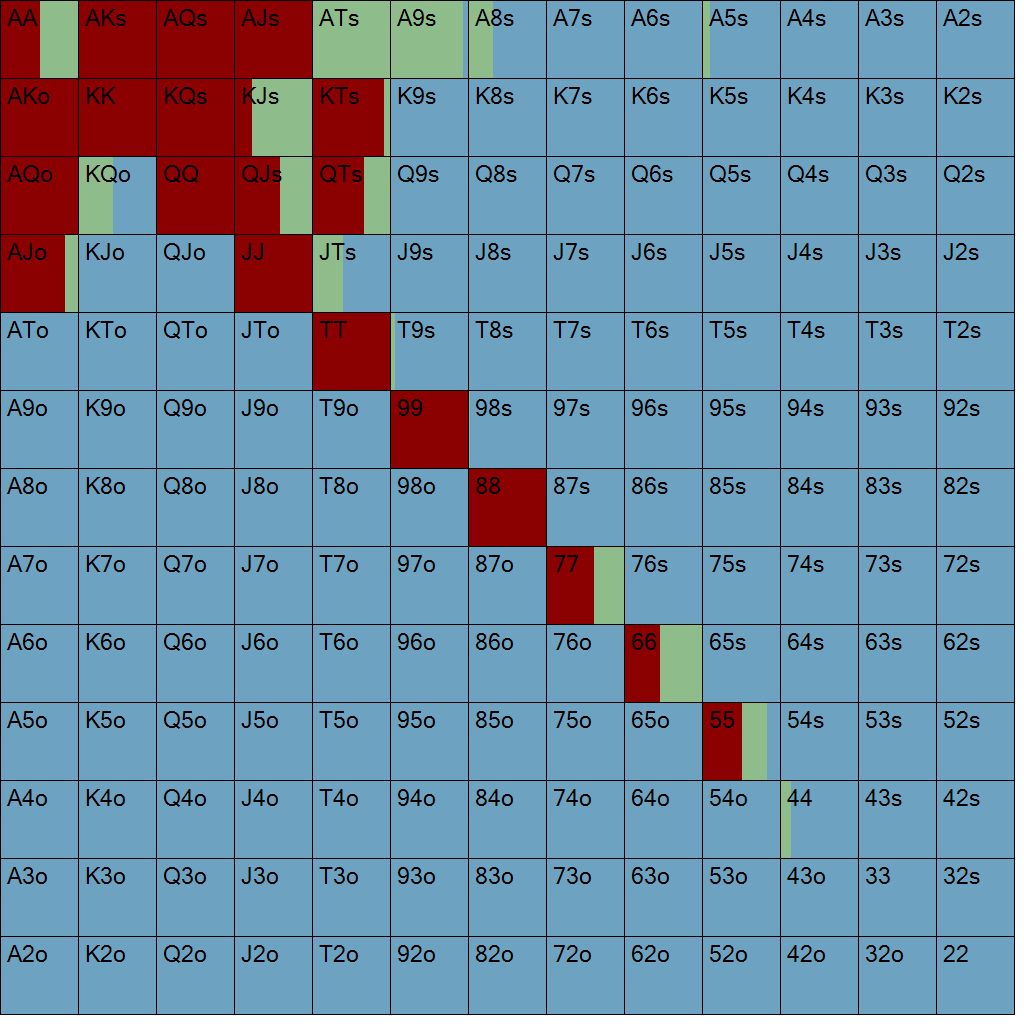 AA AKs AQs AJs ATs A9s A8s A7s A6s A5s A4s A3s A2s
AKo KK KQs KJs KTs K9s K8s K7s K6s K5s K4s K3s K2s
AQo KQo QQ QJs QTs Q9s Q8s Q7s Q6s Q5s Q4s Q3s Q2s
AJo KJo QJo JJ JTs J9s J8s J7s J6s J5s J4s J3s J2s
ATo KTo QTo JTo TT T9s T8s T7s T6s T5s T4s T3s T2s
A9o K9o Q9o J9o T9o 99 98s 97s 96s 95s 94s 93s 92s
A8o K8o Q8o J8o T8o 98o 88 87s 86s 85s 84s 83s 82s
A7o K7o Q7o J7o T7o 97o 87o 77 76s 75s 74s 73s 72s
A6o K6o Q6o J6o T6o 96o 86o 76o 66 65s 64s 63s 62s
A5o K5o Q5o J5o T5o 95o 85o 75o 65o 55 54s 53s 52s
A4o K4o Q4o J4o T4o 94o 84o 74o 64o 54o 44 43s 42s
A3o K3o Q3o J3o T3o 93o 83o 73o 63o 53o 43o 33 32s
A2o K2o Q2o J2o T2o 92o 82o 72o 62o 52o 42o 32o 22